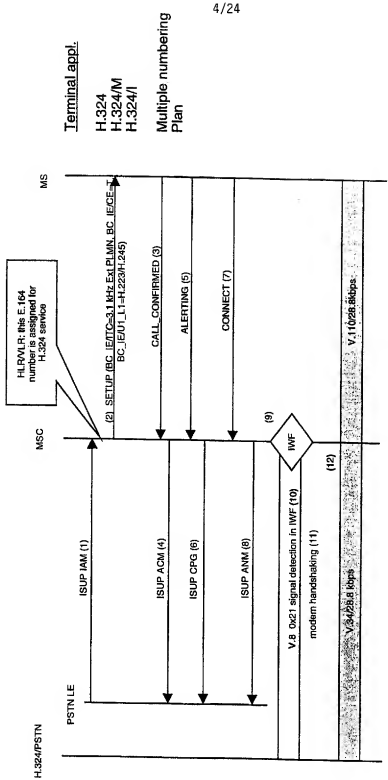 4/24
Terminal appl.
H.324
H.324/M
H.324/I
Multiple numbering
Plan
HLR/VLR: this E.164
number is assigned for
H.324 service
H.324/PSTN
PSTN LE
MSC
MS
ISUP IAM (1)
(2) SETUP (BC_IE/ITC=3.1 kHz Ext PLMN, BC_IE/CE=T,
BC_IE/U1_L1=H.223/H.245)
CALL_CONFIRMED (3)
ISUP ACM (4)
ALERTING (5)
ISUP CPG (6)
CONNECT (7)
ISUP ANM (8)
(9)
IWF
V.8 0x21 signal detection in IWF (10)
modem handshaking (11)
(12)
V.34/28.8 kbps
V.110/28.8kbps